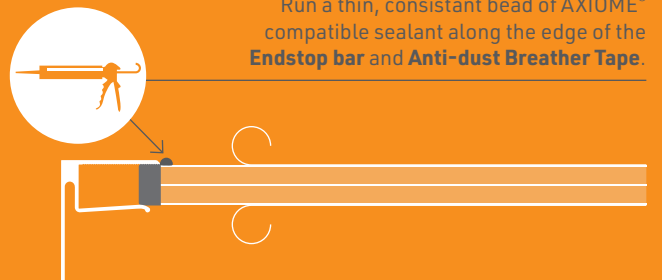 Run a thin, consistant bead of AXIOME®
compatible sealant along the edge of the
Endstop bar and Anti-dust Breather Tape.